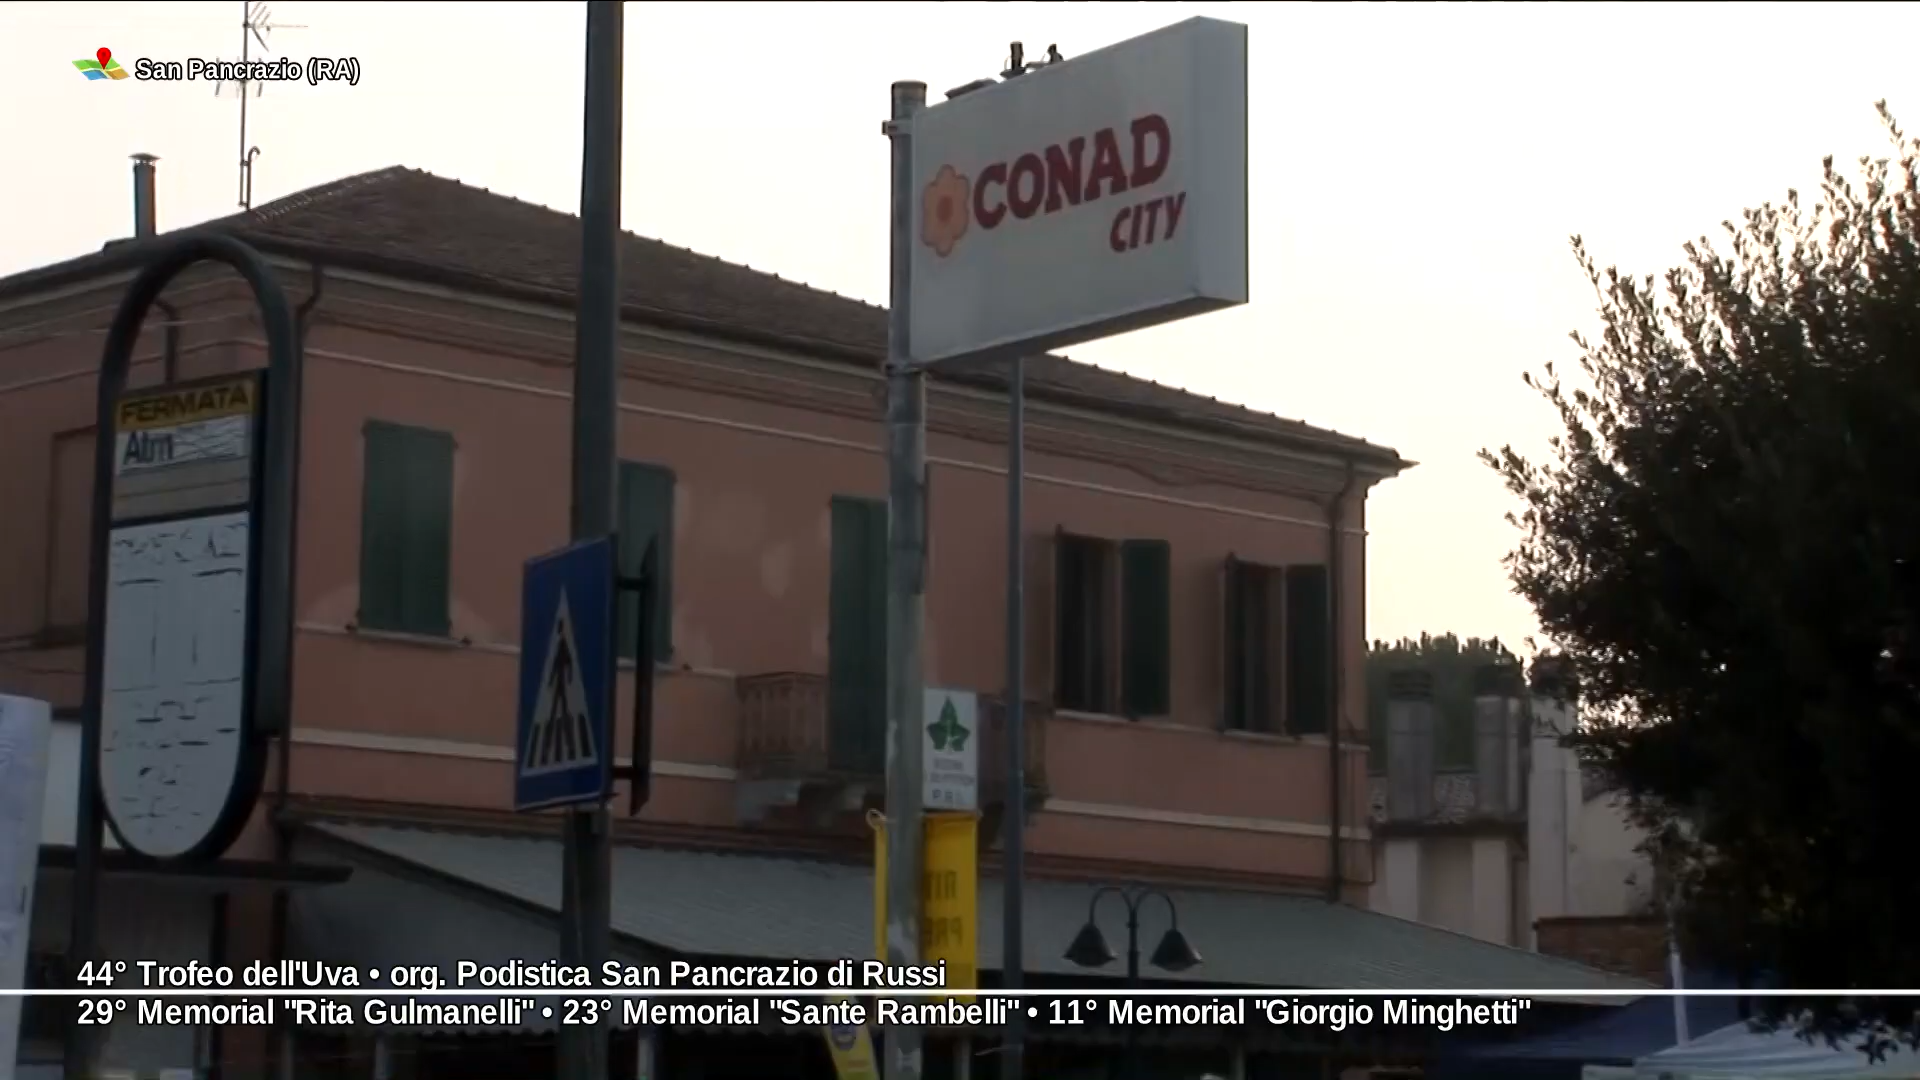 San Pancrazio (RA)
CONAD
CITY
FERMATA
Atm
P.R.I.
44° Trofeo dell'Uva • org. Podistica San Pancrazio di Russi
29° Memorial "Rita Gulmanelli" • 23° Memorial "Sante Rambelli" • 11° Memorial "Giorgio Minghetti"